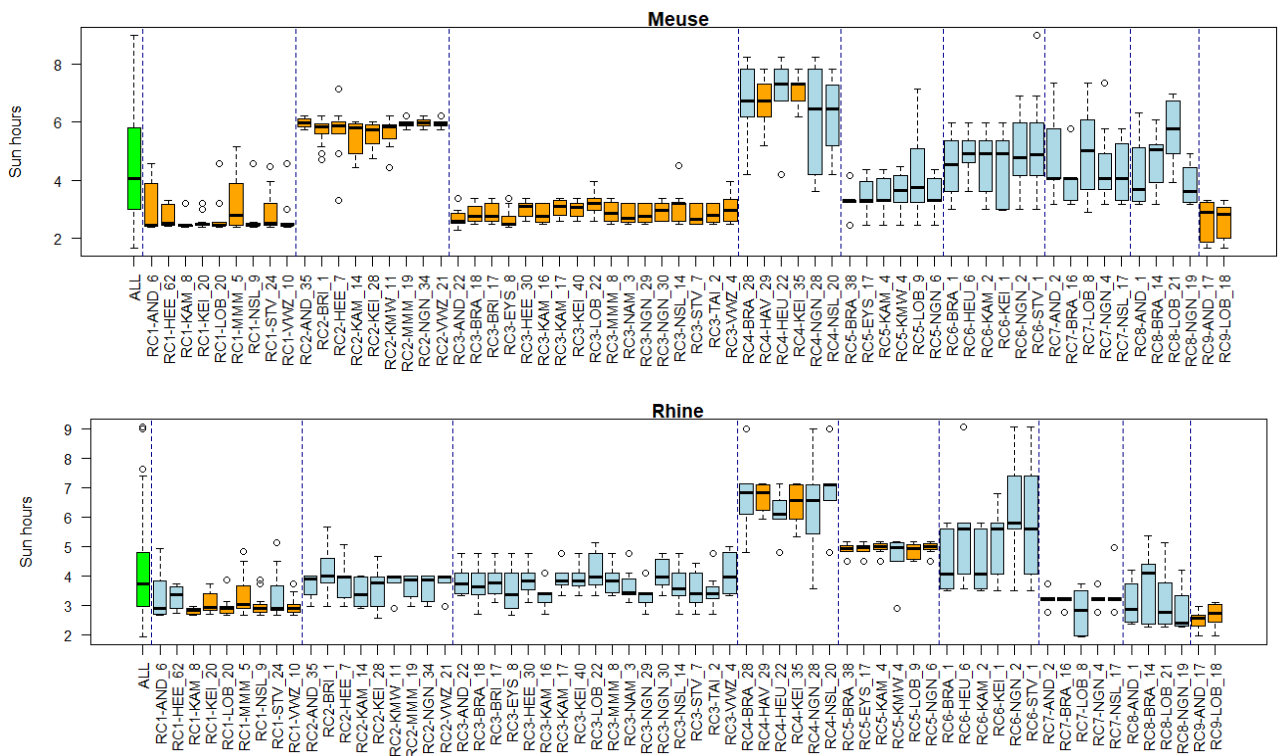 Meuse
Sun hours
8
6
4
2
ALL
RC1-AND_6
RC1-HEE_62
RC1-KAM_8
RC1-KEI_20
RC1-LOB_20
RC1-MMM_5
RC1-NSL_9
RC1-STV_24
RC1-VWZ_10
RC2-AND_35
RC2-BRI_1
RC2-HEE_7
RC2-KAM_14
RC2-KEI_28
RC2-KMW_11
RC2-MMM_19
RC2-NGN_34
RC2-VWZ_21
RC3-AND_22
RC3-BRA_18
RC3-BRI_17
RC3-EYS_8
RC3-HEE_30
RC3-KAM_16
RC3-KAM_17
RC3-KEI_40
RC3-LOB_22
RC3-MMM_8
RC3-NAM_3
RC3-NGN_29
RC3-NGN_30
RC3-NSL_14
RC3-STV_7
RC3-TAI_2
RC3-VWZ_4
RC4-BRA_28
RC4-HAV_29
RC4-HEU_22
RC4-KEI_35
RC4-NGN_28
RC4-NSL_20
RC5-BRA_38
RC5-EYS_17
RC5-KAM_4
RC5-KMW_4
RC5-LOB_9
RC5-NGN_6
RC6-BRA_1
RC6-HEU_6
RC6-KAM_2
RC6-KEI_1
RC6-NGN_2
RC6-STV_1
RC7-AND_2
RC7-BRA_16
RC7-LOB_8
RC7-NGN_4
RC7-NSL_17
RC8-AND_1
RC8-BRA_14
RC8-LOB_21
RC8-NGN_19
RC9-AND_17
RC9-LOB_18
Rhine
Sun hours
9
8
7
6
5
4
3
2
ALL
RC1-AND_6
RC1-HEE_62
RC1-KAM_8
RC1-KEI_20
RC1-LOB_20
RC1-MMM_5
RC1-NSL_9
RC1-STV_24
RC1-VWZ_10
RC2-AND_35
RC2-BRI_1
RC2-HEE_7
RC2-KAM_14
RC2-KEI_28
RC2-KMW_11
RC2-MMM_19
RC2-NGN_34
RC2-VWZ_21
RC3-AND_22
RC3-BRA_18
RC3-BRI_17
RC3-EYS_8
RC3-HEE_30
RC3-KAM_16
RC3-KAM_17
RC3-KEI_40
RC3-LOB_22
RC3-MMM_8
RC3-NAM_3
RC3-NGN_29
RC3-NGN_30
RC3-NSL_14
RC3-STV_7
RC3-TAI_2
RC3-VWZ_4
RC4-BRA_28
RC4-HAV_29
RC4-HEU_22
RC4-KEI_35
RC4-NGN_28
RC4-NSL_20
RC5-BRA_38
RC5-EYS_17
RC5-KAM_4
RC5-KMW_4
RC5-LOB_9
RC5-NGN_6
RC6-BRA_1
RC6-HEU_6
RC6-KAM_2
RC6-KEI_1
RC6-NGN_2
RC6-STV_1
RC7-AND_2
RC7-BRA_16
RC7-LOB_8
RC7-NGN_4
RC7-NSL_17
RC8-AND_1
RC8-BRA_14
RC8-LOB_21
RC8-NGN_19
RC9-AND_17
RC9-LOB_18